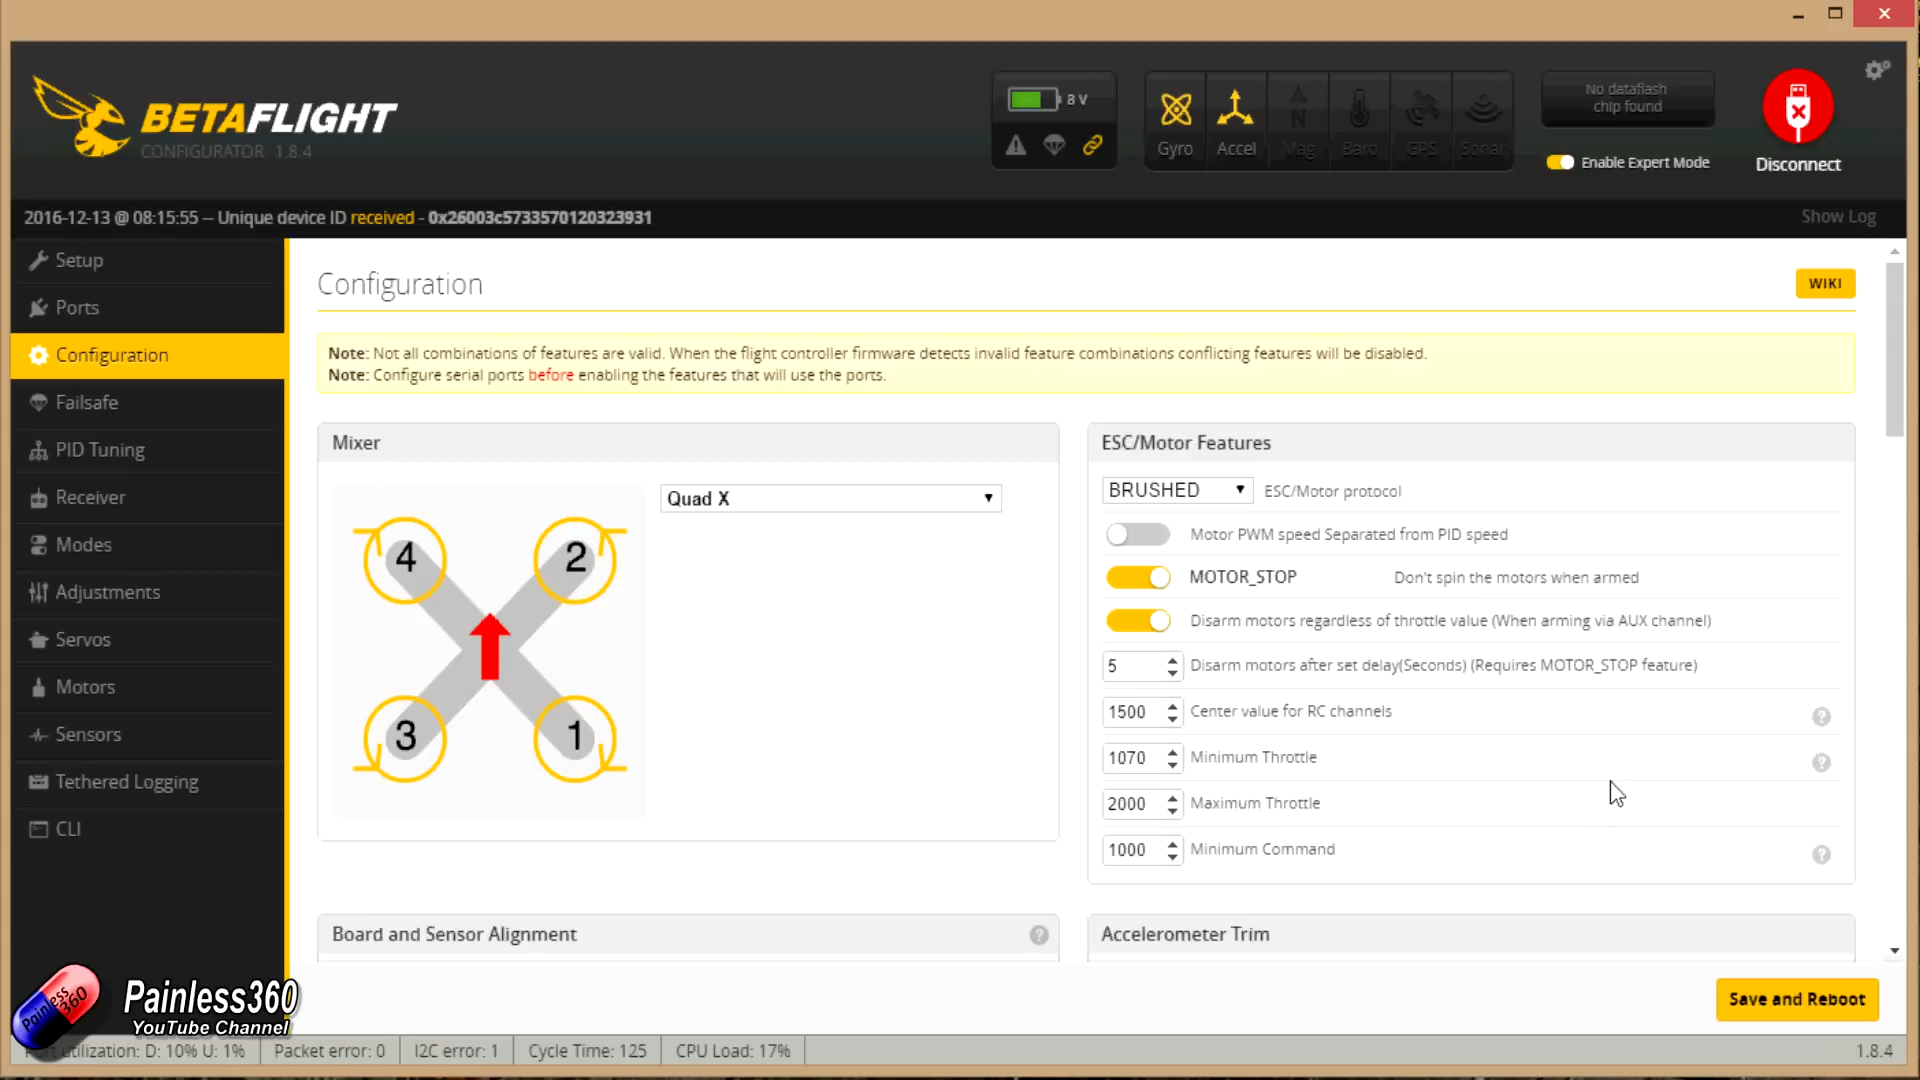 8 V
No dataflash
chip found
BETAFLIGHT
CONFIGURATOR 1.8.4
Gyro Accel Mag Baro GPS Sonar
Enable Expert Mode
Disconnect
2016-12-13 @ 08:15:55 -- Unique device ID received - 0x26003c5733570120323931
Show Log
Setup
Ports
Configuration
Failsafe
PID Tuning
Receiver
Modes
Adjustments
Servos
Motors
Sensors
Tethered Logging
CLI
Configuration
WIKI
Note: Not all combinations of features are valid. When the flight controller firmware detects invalid feature combinations conflicting features will be disabled.
Note: Configure serial ports before enabling the features that will use the ports.
Mixer
Quad X
4
2
3
1
ESC/Motor Features
BRUSHED ESC/Motor protocol
Motor PWM speed Separated from PID speed
MOTOR_STOP Don't spin the motors when armed
Disarm motors regardless of throttle value (When arming via AUX channel)
5 Disarm motors after set delay(Seconds) (Requires MOTOR_STOP feature)
1500 Center value for RC channels
1070 Minimum Throttle
2000 Maximum Throttle
1000 Minimum Command
Board and Sensor Alignment
Accelerometer Trim
Save and Reboot
Painless360
Painless360
YouTube Channel
utilization: D: 10% U: 1% Packet error: 0 I2C error: 1 Cycle Time: 125 CPU Load: 17%
1.8.4